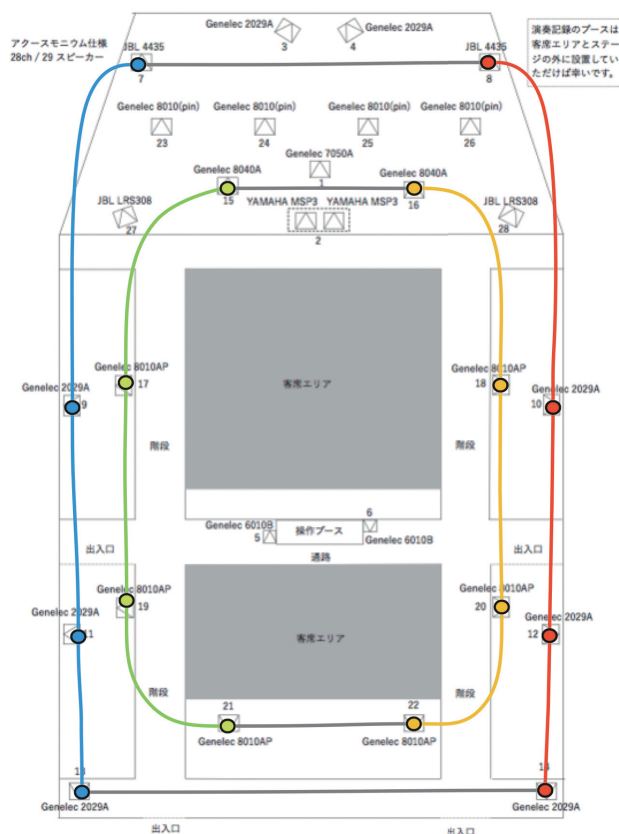 Genelec 2029A
Genelec 2029A
3
4
アクースモニウム仕様
28ch / 29 スピーカー
JBL 4435
7
JBL 4435
8
演奏記録のブースは
客席エリアとステー
ジの外に設置してい
ただけば幸いです。
Genelec 8010(pin)
Genelec 8010(pin)
Genelec 8010(pin)
Genelec 8010(pin)
23
24
25
26
Genelec 7050A
1
Genelec 8040A
15
Genelec 8040A
16
YAMAHA MSP3
YAMAHA MSP3
2
JBL LRS308
27
JBL LRS308
28
Genelec 8010AP
17
Genelec 8010AP
18
Genelec 2029A
9
Genelec 2029A
10
客席エリア
階段
階段
Genelec 6010B
5
操作ブース
6
Genelec 6010B
通路
出入口
出入口
Genelec 8010AP
19
Genelec 8010AP
20
Genelec 2029A
11
Genelec 2029A
12
客席エリア
階段
階段
21
Genelec 8010AP
22
Genelec 8010AP
13
Genelec 2029A
14
Genelec 2029A
出入口
出入口